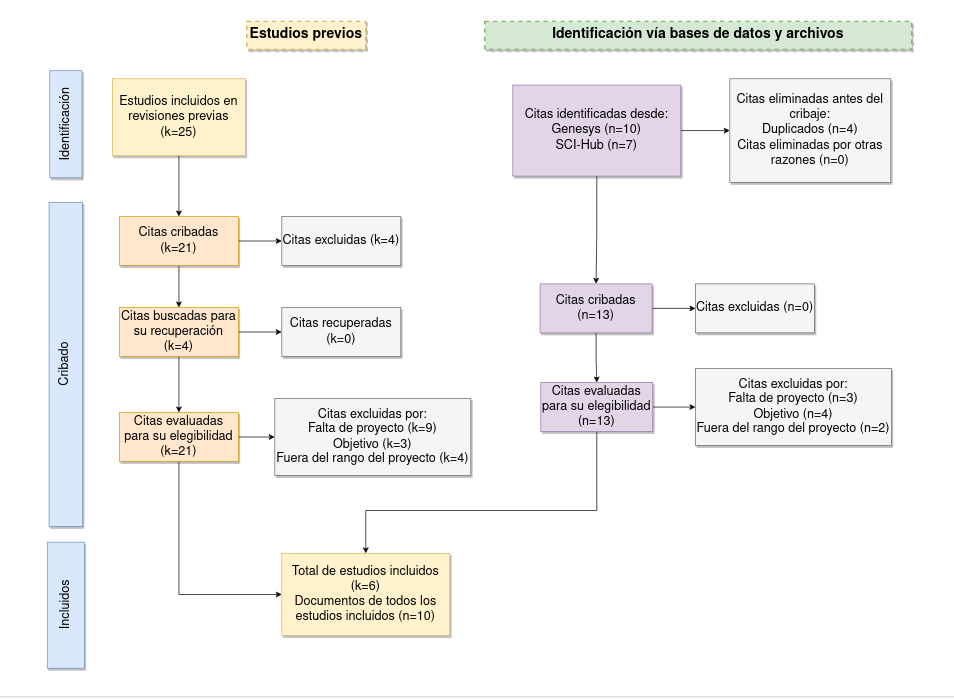 Estudios previos
Identificación vía bases de datos y archivos
Identificación
Estudios incluidos en
revisiones previas
(k=25)
Citas identificadas desde:
Genesys (n=10)
SCI-Hub (n=7)
Citas eliminadas antes del
cribaje:
Duplicados (n=4)
Citas eliminadas por otras
razones (n=0)
Cribado
Citas cribadas
(k=21)
Citas excluidas (k=4)
Citas cribadas
(n=13)
Citas excluidas (n=0)
Citas buscadas para
su recuperación
(k=4)
Citas recuperadas
(k=0)
Citas evaluadas
para su elegibilidad
(k=21)
Citas excluidas por:
Falta de proyecto (k=9)
Objetivo (k=3)
Fuera del rango del proyecto (k=4)
Citas evaluadas
para su elegibilidad
(n=13)
Citas excluidas por:
Falta de proyecto (n=3)
Objetivo (n=4)
Fuera del rango del proyecto (n=2)
Incluidos
Total de estudios incluidos
(k=6)
Documentos de todos los
estudios incluidos (n=10)